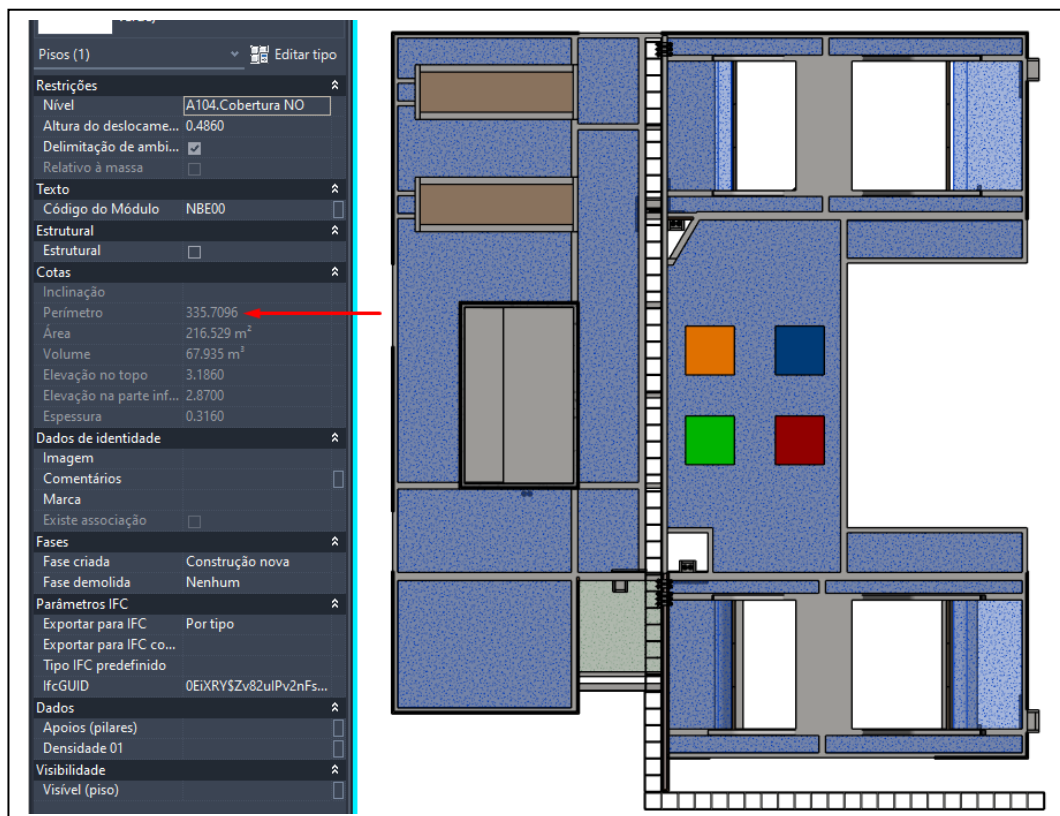 Pisos (1) Editar tipo
Restrições
Nível A104.Cobertura NO
Altura do deslocame... 0.4860
Delimitação de ambi...
Relativo à massa
Texto
Código do Módulo NBE00
Estrutural
Estrutural
Cotas
Inclinação
Perímetro 335.7096
Área 216.529 m²
Volume 67.935 m³
Elevação no topo 3.1860
Elevação na parte inf... 2.8700
Espessura 0.3160
Dados de identidade
Imagem
Comentários
Marca
Existe associação
Fases
Fase criada Construção nova
Fase demolida Nenhum
Parâmetros IFC
Exportar para IFC Por tipo
Exportar para IFC co...
Tipo IFC predefinido
IfcGUID
Dados
Apoios (pilares)
Densidade 01
Visibilidade
Visível (piso)